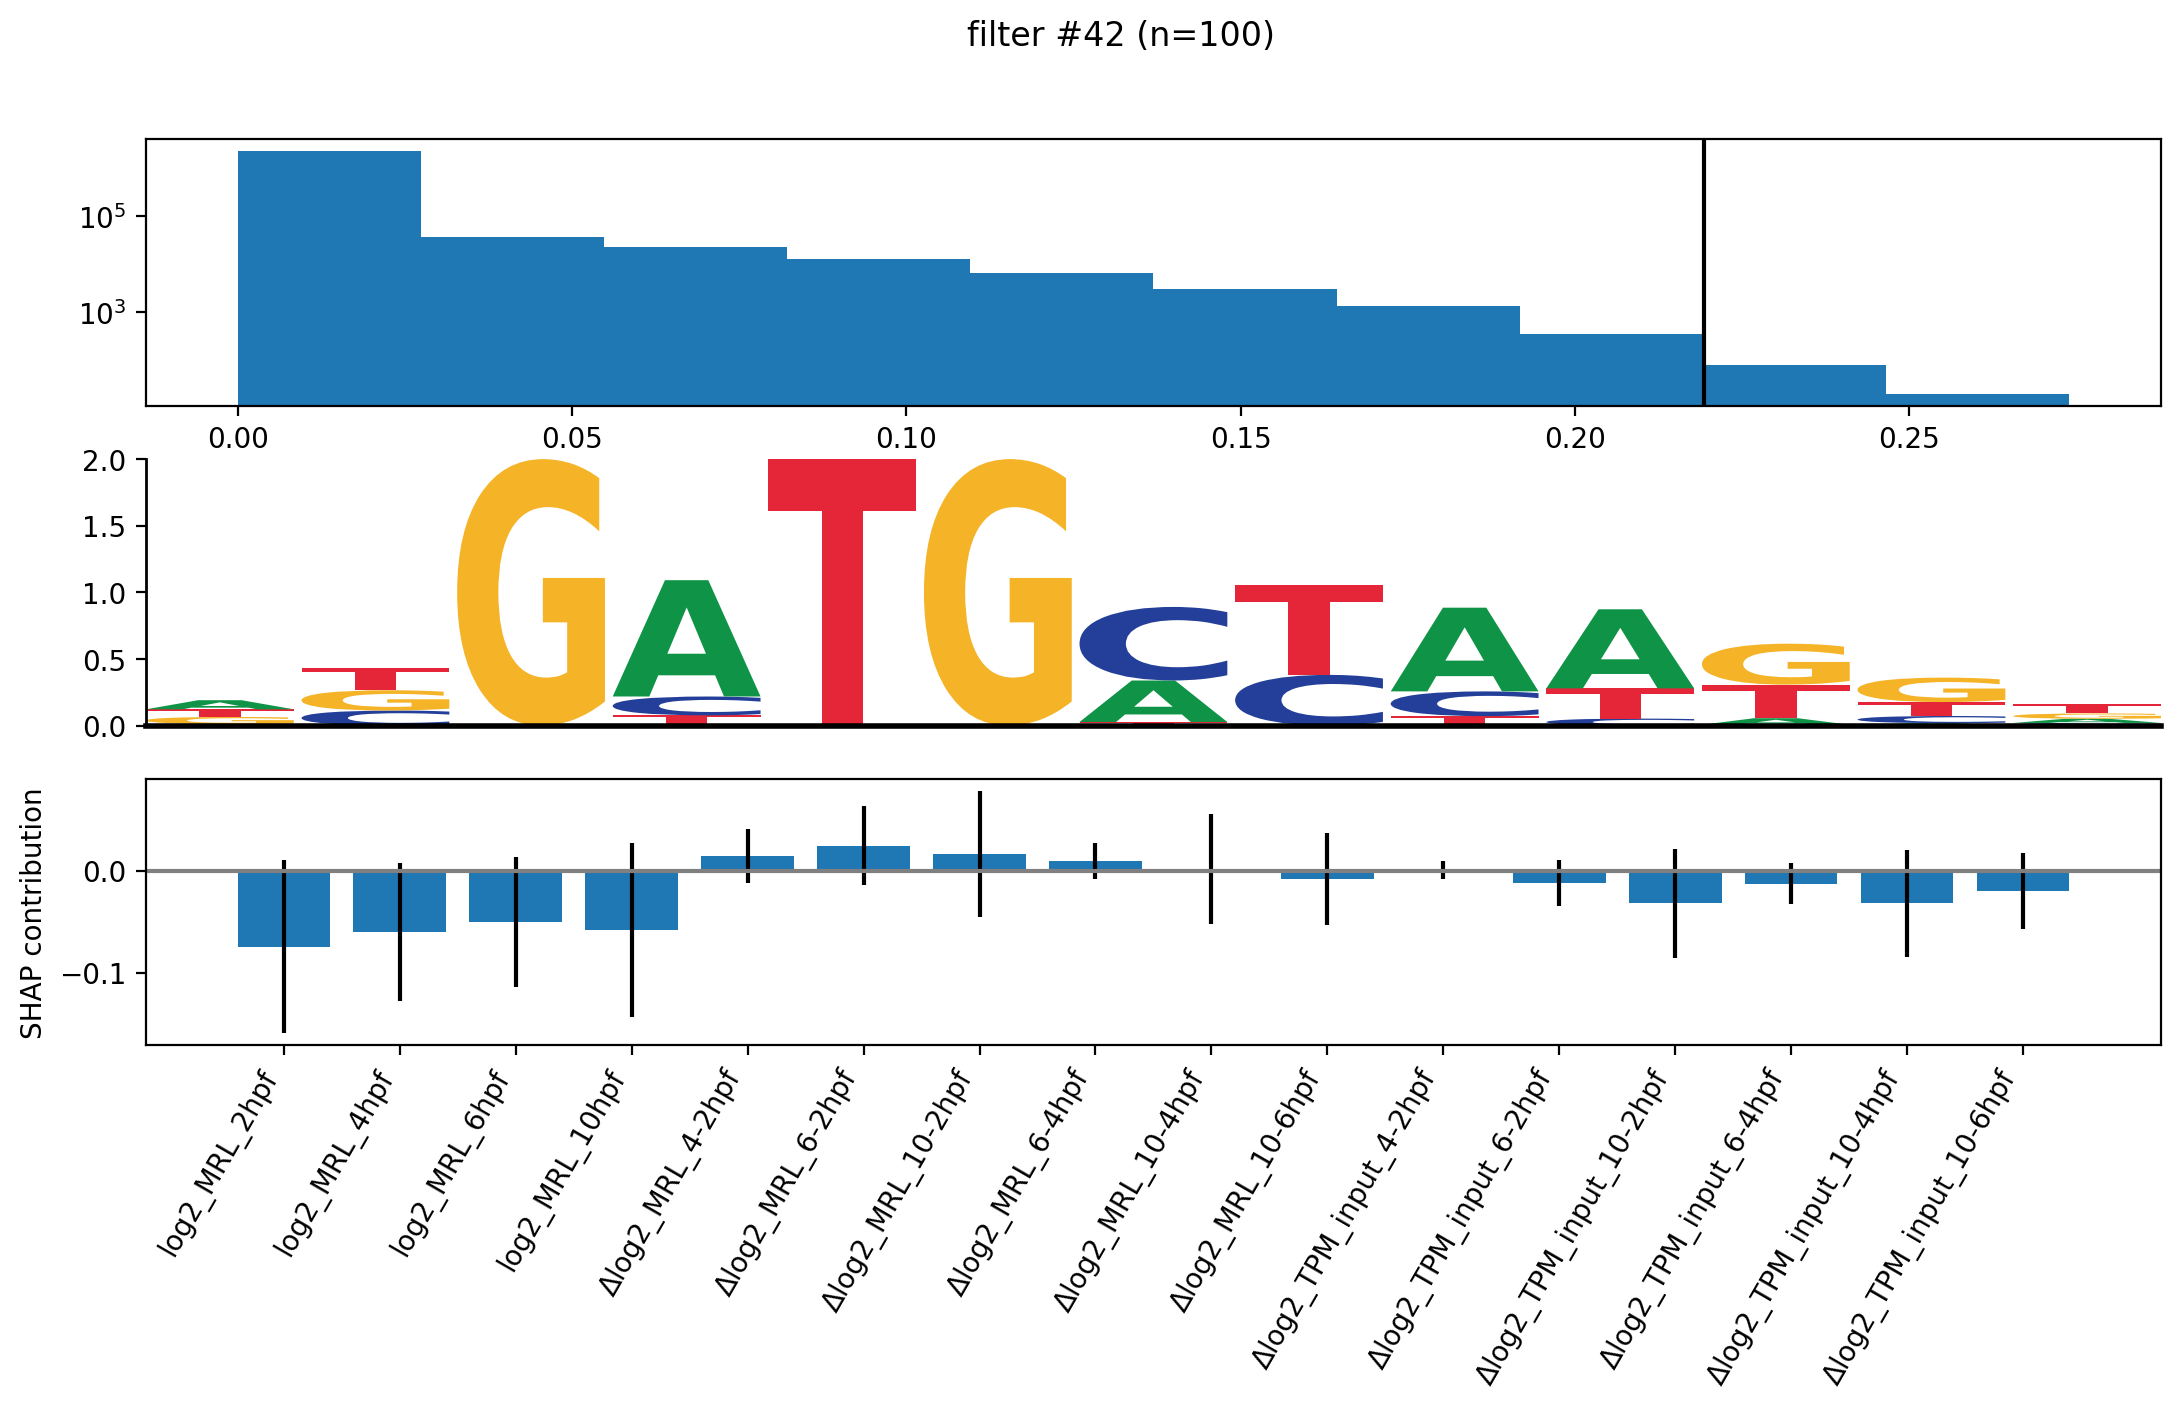 filter #42 (n=100)
10^5
10^3
0.00 0.05 0.10 0.15 0.20 0.25
2.0
1.5
1.0
0.5
0.0
A T G
T G C
G
A C T
T
G
C A T
T C
A C T
A T C
G T A
G T C
T G A
SHAP contribution
0.0
−0.1
log2_MRL_2hpf
log2_MRL_4hpf
log2_MRL_6hpf
log2_MRL_10hpf
Δlog2_MRL_4-2hpf
Δlog2_MRL_6-2hpf
Δlog2_MRL_10-2hpf
Δlog2_MRL_6-4hpf
Δlog2_MRL_10-4hpf
Δlog2_MRL_10-6hpf
Δlog2_TPM_input_4-2hpf
Δlog2_TPM_input_6-2hpf
Δlog2_TPM_input_10-2hpf
Δlog2_TPM_input_6-4hpf
Δlog2_TPM_input_10-4hpf
Δlog2_TPM_input_10-6hpf